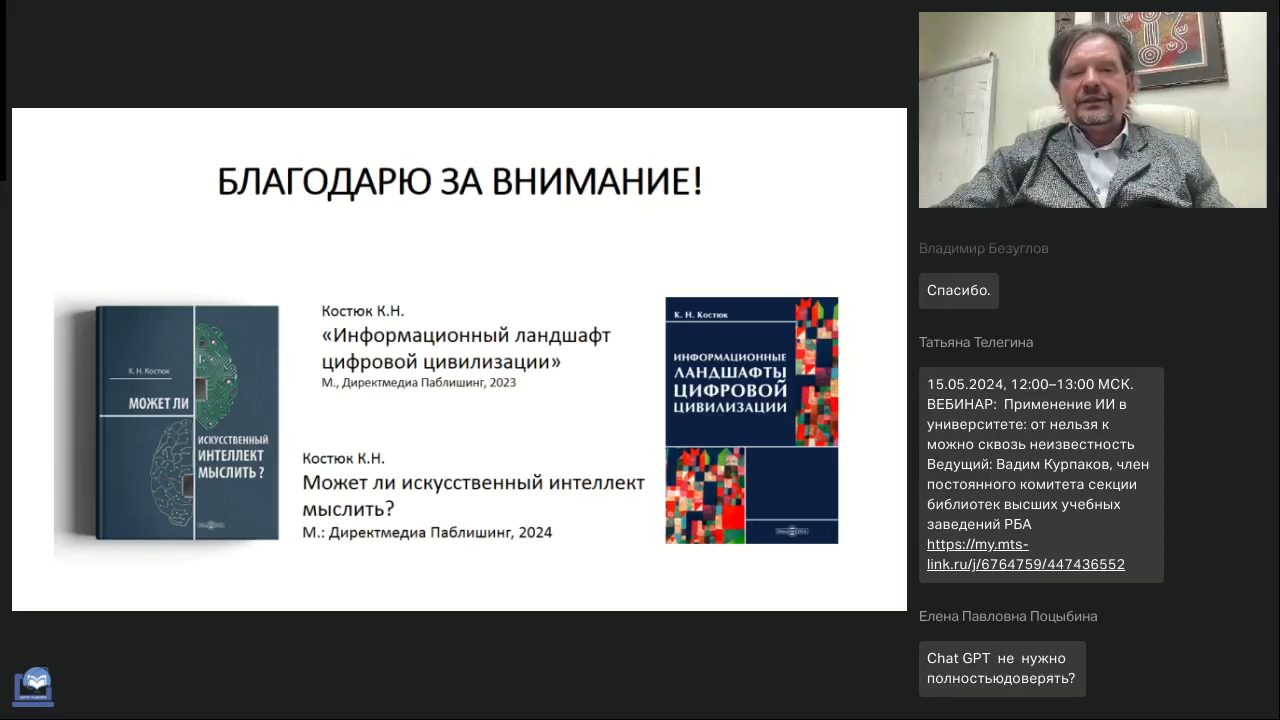 БЛАГОДАРЮ ЗА ВНИМАНИЕ!
К. Н. Костюк
МОЖЕТ ЛИ
ИСКУССТВЕННЫЙ
ИНТЕЛЛЕКТ
МЫСЛИТЬ ?
Костюк К.Н.
«Информационный ландшафт
цифровой цивилизации»
М., Директмедиа Паблишинг, 2023
Костюк К.Н.
Может ли искусственный интеллект
мыслить?
М.: Директмедиа Паблишинг, 2024
К. Н. Костюк
ИНФОРМАЦИОННЫЕ
ЛАНДШАФТЫ
ЦИФРОВОЙ
ЦИВИЛИЗАЦИИ
Владимир Безуглов
Спасибо.
Татьяна Телегина
15.05.2024, 12:00–13:00 МСК.
ВЕБИНАР:  Применение ИИ в
университете: от нельзя к
можно сквозь неизвестность
Ведущий: Вадим Курпаков, член
постоянного комитета секции
библиотек высших учебных
заведений РБА
https://my.mts-
link.ru/j/6764759/447436552
Елена Павловна Поцыбина
Chat GPT  не  нужно
полностьюдоверять?